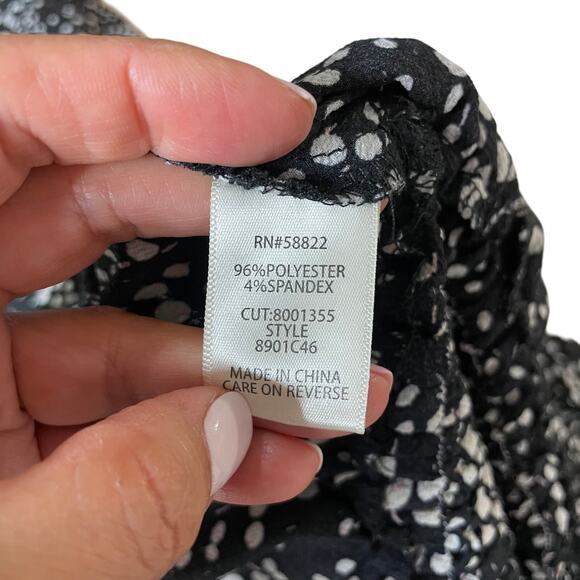 RN#58822
96%POLYESTER
4%SPANDEX
CUT:8001355
STYLE
8901C46
MADE IN CHINA
CARE ON REVERSE